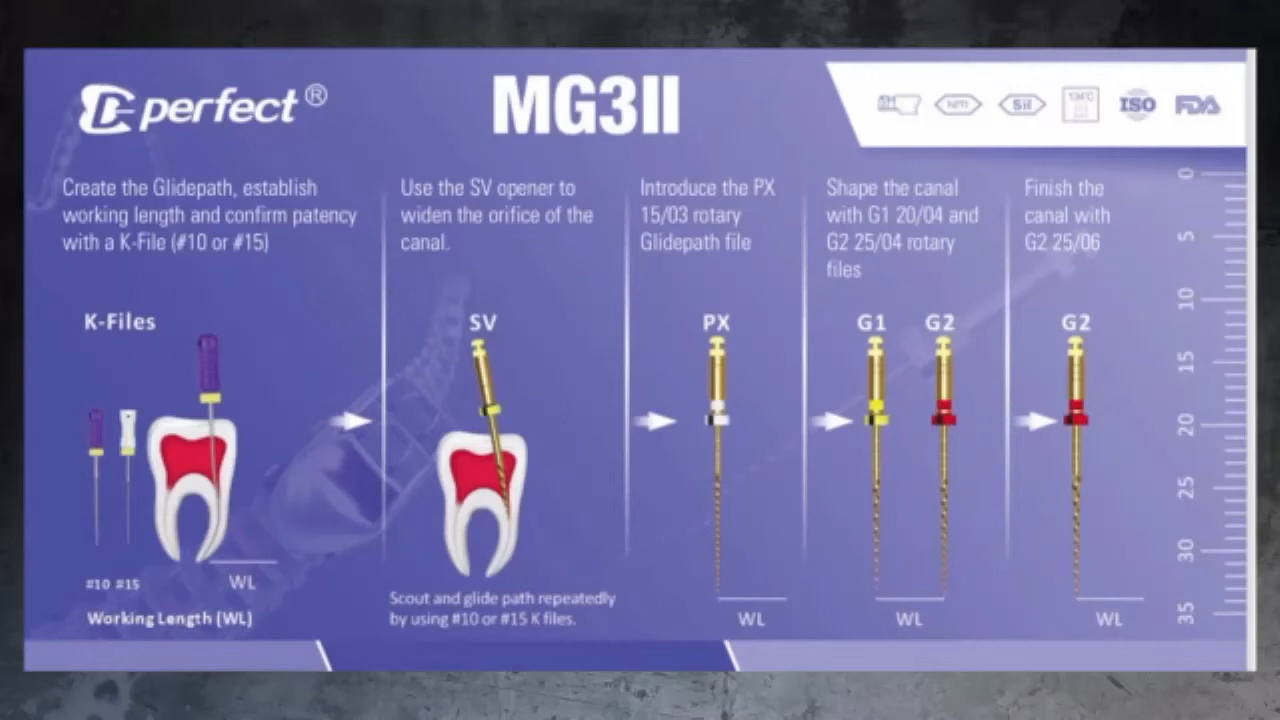 perfect®
MG3II
NiTi
Sil
134°C
ISO
FDA
Create the Glidepath, establish
working length and confirm patency
with a K-File (#10 or #15)
Use the SV opener to
widen the orifice of the
canal.
Introduce the PX
15/03 rotary
Glidepath file
Shape the canal
with G1 20/04 and
G2 25/04 rotary
files
Finish the
canal with
G2 25/06
K-Files
SV
PX
G1 G2
G2
#10 #15
WL
Working Length (WL)
Scout and glide path repeatedly
by using #10 or #15 K files.
WL
WL
WL
0
5
10
15
20
25
30
35